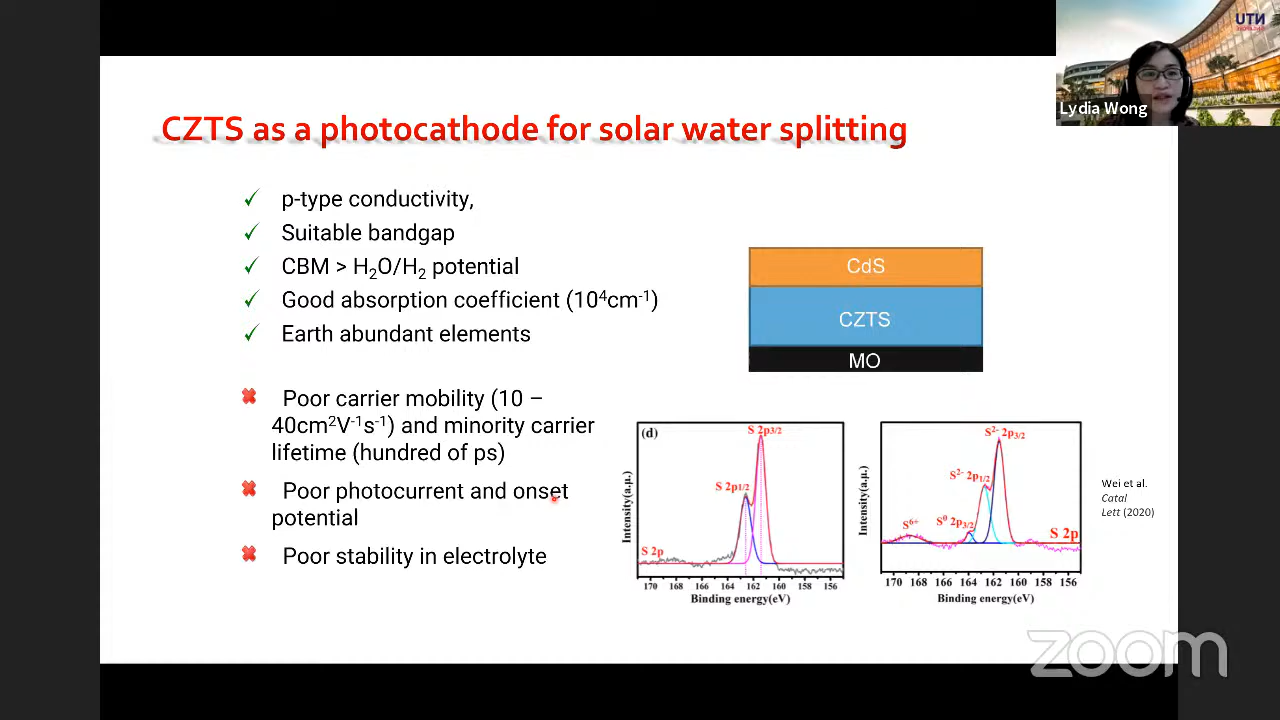 UTN
Lydia Wong
CZTS as a photocathode for solar water splitting
✓ p-type conductivity,
✓ Suitable bandgap
✓ CBM > H₂O/H₂ potential
✓ Good absorption coefficient (10⁴cm⁻¹)
✓ Earth abundant elements
✖ Poor carrier mobility (10 –
40cm²V⁻¹s⁻¹) and minority carrier
lifetime (hundred of ps)
✖ Poor photocurrent and onset
potential
✖ Poor stability in electrolyte
CdS
CZTS
MO
(d)
S 2p3/2
S 2p1/2
S 2p
Intensity(a.µ.)
170 168 166 164 162 160 158 156
Binding energy(eV)
S²⁻ 2p₃/₂
S²⁻ 2p₁/₂
S⁶⁺
S⁰ 2p₃/₂
S 2p
Intensity(a.µ.)
170 168 166 164 162 160 158 156
Binding energy(eV)
Wei et al.
Catal
Lett (2020)
zoom